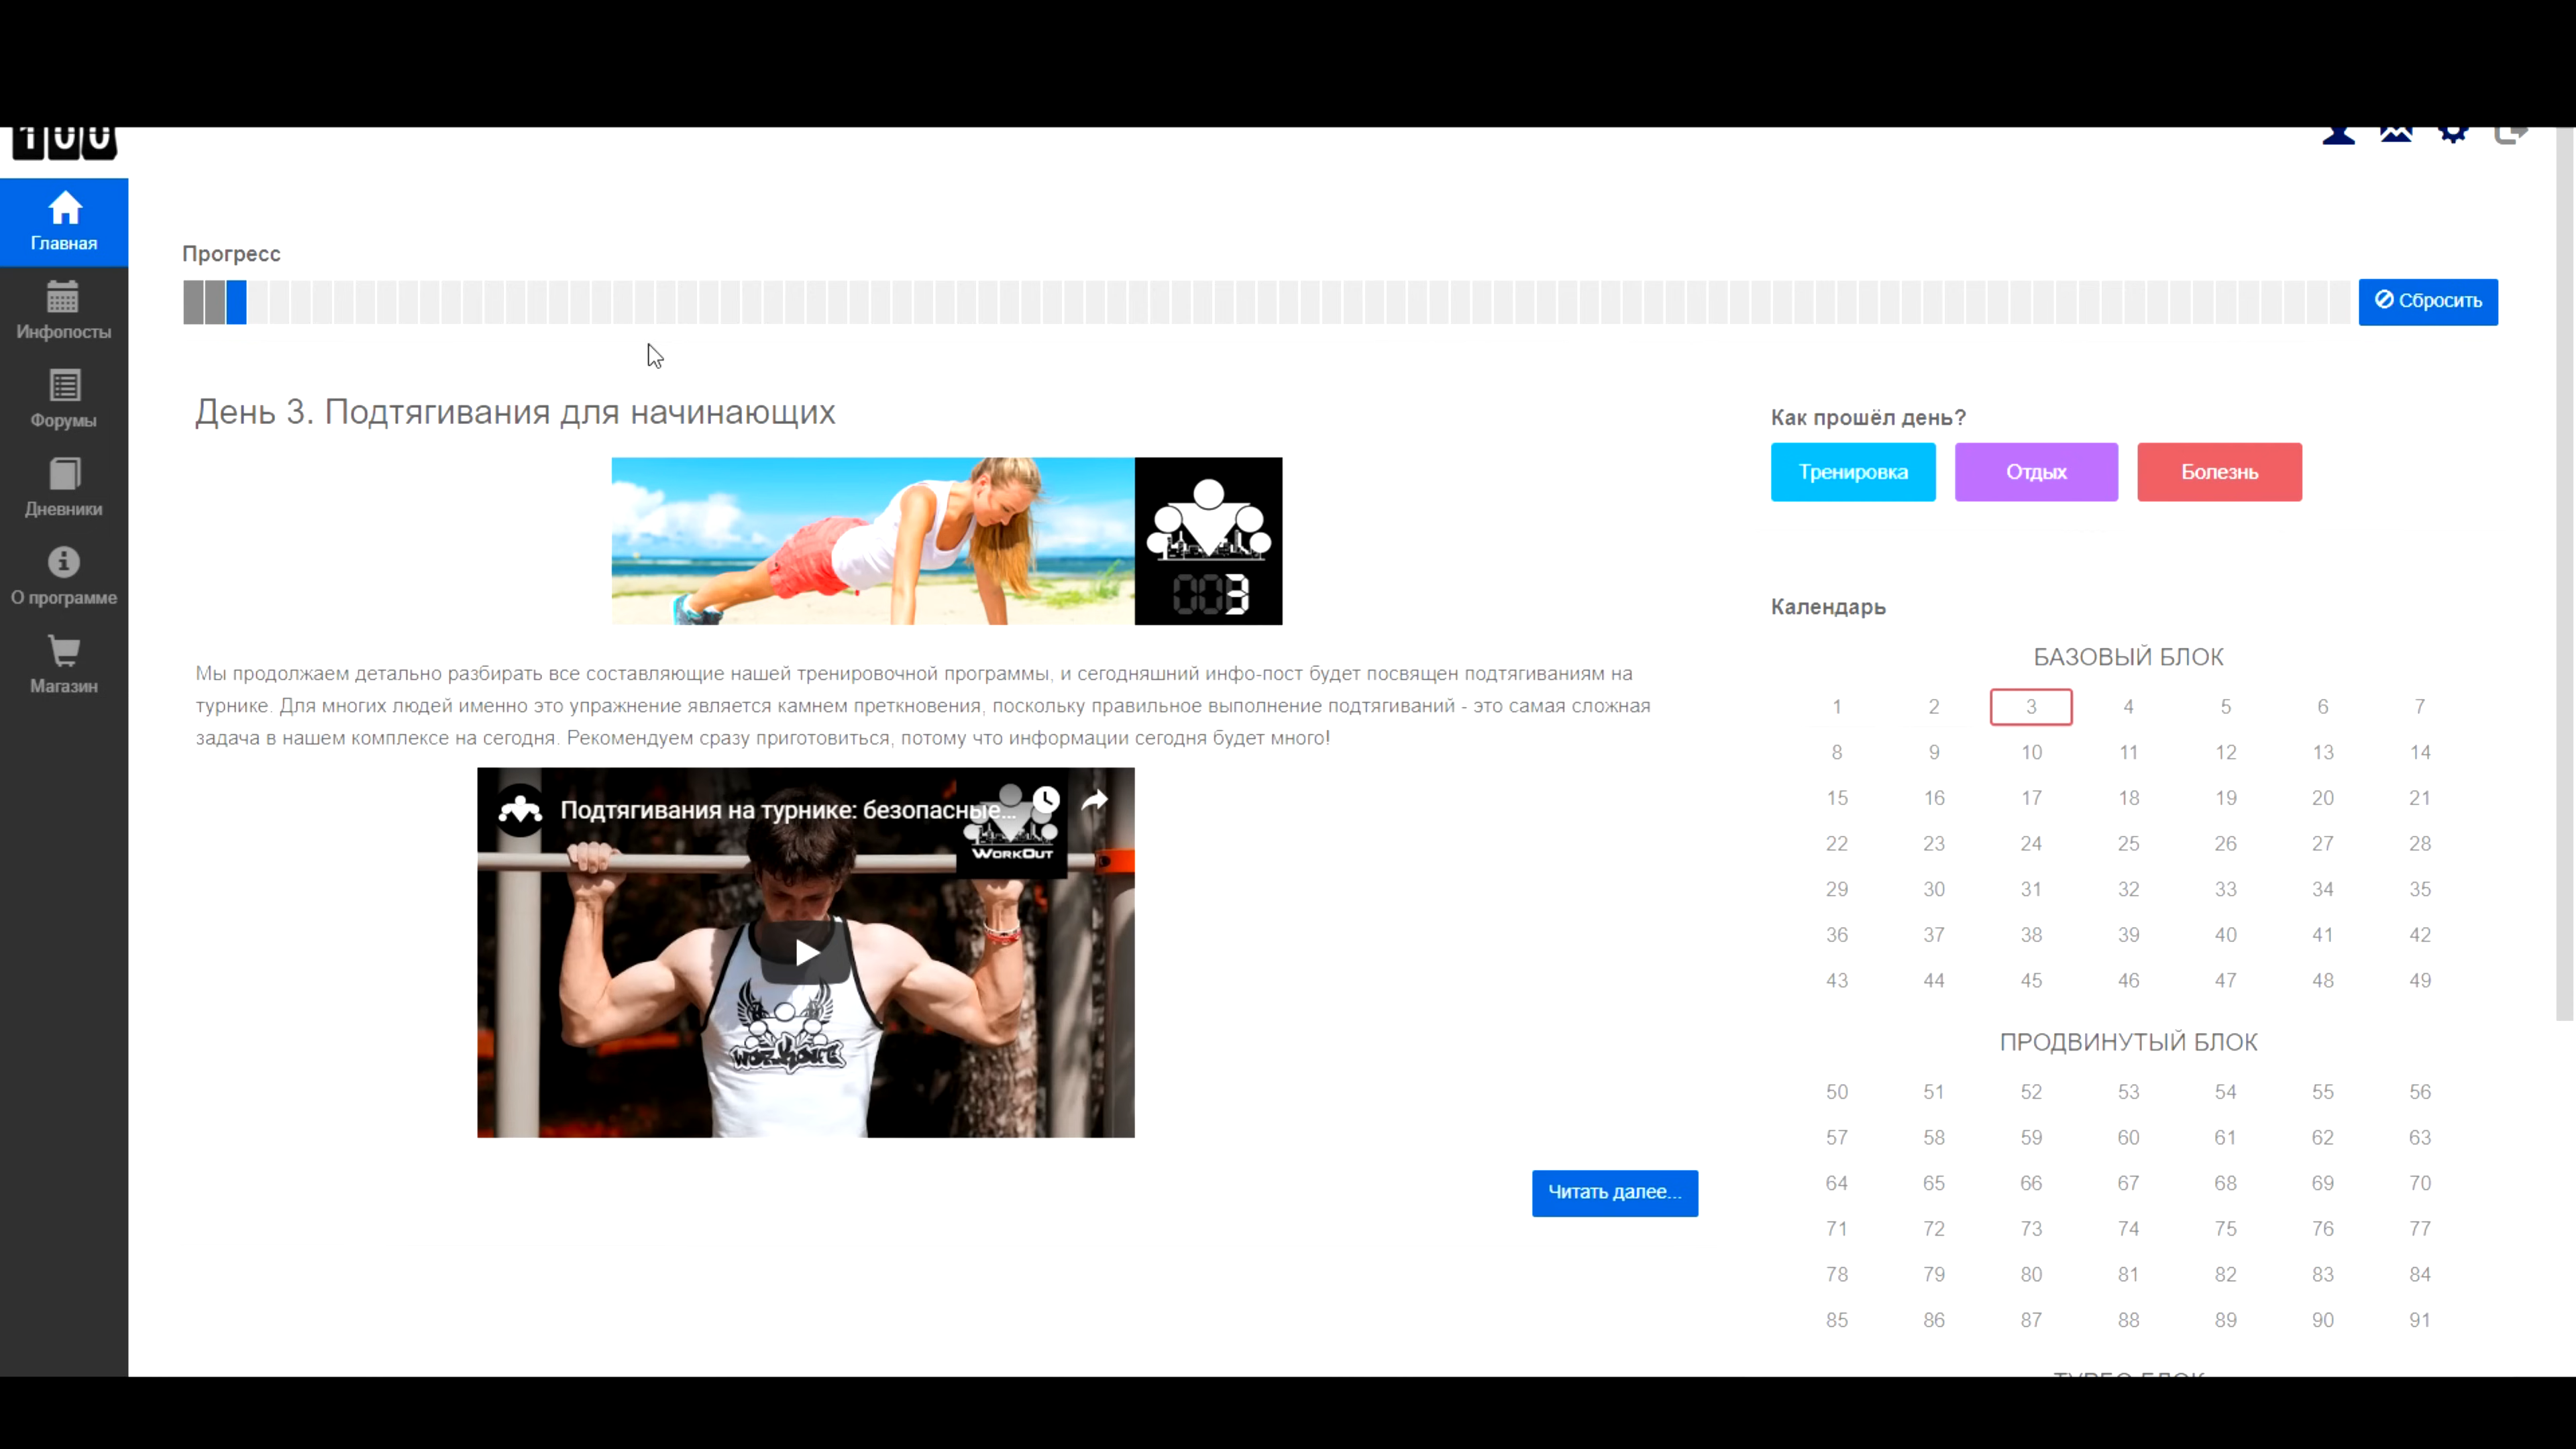 100
Главная
Инфопосты
Форумы
Дневники
О программе
Магазин
Прогресс
Сбросить
День 3. Подтягивания для начинающих
003
Мы продолжаем детально разбирать все составляющие нашей тренировочной программы, и сегодняшний инфо-пост будет посвящен подтягиваниям на
турнике. Для многих людей именно это упражнение является камнем преткновения, поскольку правильное выполнение подтягиваний - это самая сложная
задача в нашем комплексе на сегодня. Рекомендуем сразу приготовиться, потому что информации сегодня будет много!
Подтягивания на турнике: безопасные...
WORKOUT
WORKOUT
Читать далее...
Как прошёл день?
Тренировка Отдых Болезнь
Календарь
БАЗОВЫЙ БЛОК
1 2 3 4 5 6 7
8 9 10 11 12 13 14
15 16 17 18 19 20 21
22 23 24 25 26 27 28
29 30 31 32 33 34 35
36 37 38 39 40 41 42
43 44 45 46 47 48 49
ПРОДВИНУТЫЙ БЛОК
50 51 52 53 54 55 56
57 58 59 60 61 62 63
64 65 66 67 68 69 70
71 72 73 74 75 76 77
78 79 80 81 82 83 84
85 86 87 88 89 90 91
ТУРБО БЛОК